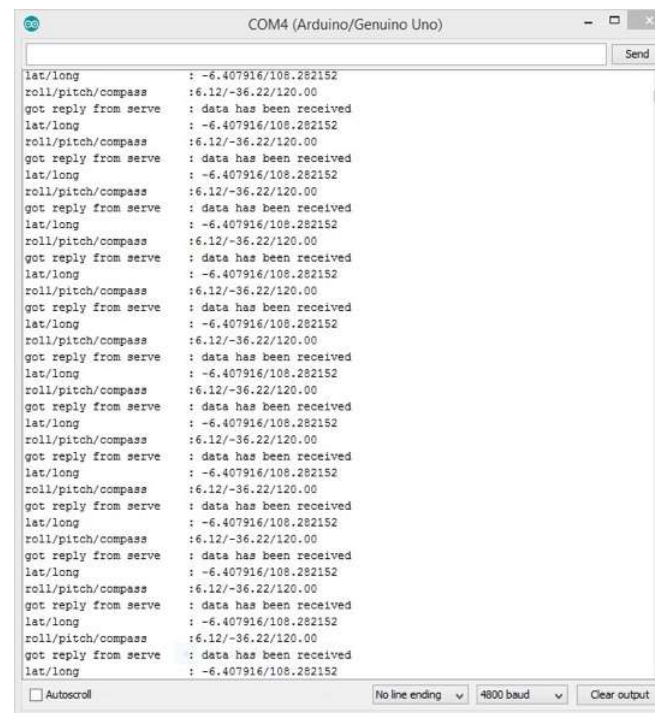 COM4 (Arduino/Genuino Uno)
Send
lat/long : -6.407916/108.282152
roll/pitch/compass :6.12/-36.22/120.00
got reply from serve : data has been received
lat/long : -6.407916/108.282152
roll/pitch/compass :6.12/-36.22/120.00
got reply from serve : data has been received
lat/long : -6.407916/108.282152
roll/pitch/compass :6.12/-36.22/120.00
got reply from serve : data has been received
lat/long : -6.407916/108.282152
roll/pitch/compass :6.12/-36.22/120.00
got reply from serve : data has been received
lat/long : -6.407916/108.282152
roll/pitch/compass :6.12/-36.22/120.00
got reply from serve : data has been received
lat/long : -6.407916/108.282152
roll/pitch/compass :6.12/-36.22/120.00
got reply from serve : data has been received
lat/long : -6.407916/108.282152
roll/pitch/compass :6.12/-36.22/120.00
got reply from serve : data has been received
lat/long : -6.407916/108.282152
roll/pitch/compass :6.12/-36.22/120.00
got reply from serve : data has been received
lat/long : -6.407916/108.282152
roll/pitch/compass :6.12/-36.22/120.00
got reply from serve : data has been received
lat/long : -6.407916/108.282152
roll/pitch/compass :6.12/-36.22/120.00
got reply from serve : data has been received
lat/long : -6.407916/108.282152
roll/pitch/compass :6.12/-36.22/120.00
got reply from serve : data has been received
lat/long : -6.407916/108.282152
roll/pitch/compass :6.12/-36.22/120.00
got reply from serve : data has been received
lat/long : -6.407916/108.282152
Autoscroll No line ending 4800 baud Clear output